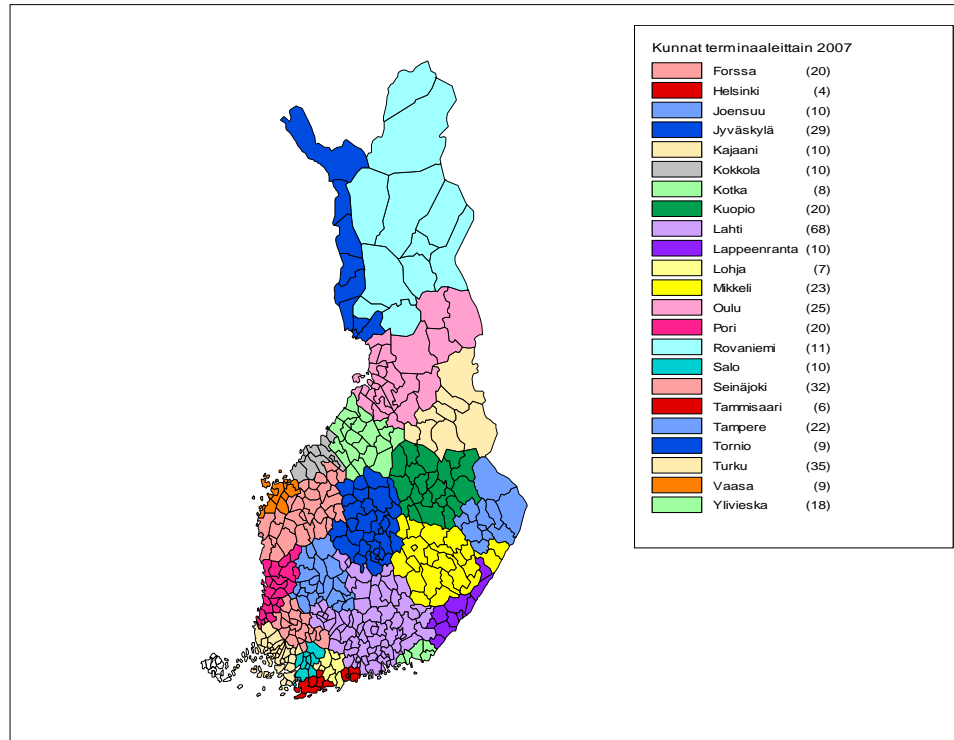 Kunnat terminaaleittain 2007
Forssa (20)
Helsinki (4)
Joensuu (10)
Jyväskylä (29)
Kajaani (10)
Kokkola (10)
Kotka (8)
Kuopio (20)
Lahti (68)
Lappeenranta (10)
Lohja (7)
Mikkeli (23)
Oulu (25)
Pori (20)
Rovaniemi (11)
Salo (10)
Seinäjoki (32)
Tammisaari (6)
Tampere (22)
Tornio (9)
Turku (35)
Vaasa (9)
Ylivieska (18)